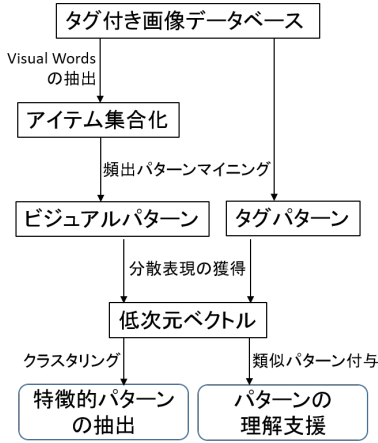 タグ付き画像データベース
Visual Words
の抽出
アイテム集合化
頻出パターンマイニング
ビジュアルパターン
タグパターン
分散表現の獲得
低次元ベクトル
クラスタリング
類似パターン付与
特徴的パターン
の抽出
パターンの
理解支援